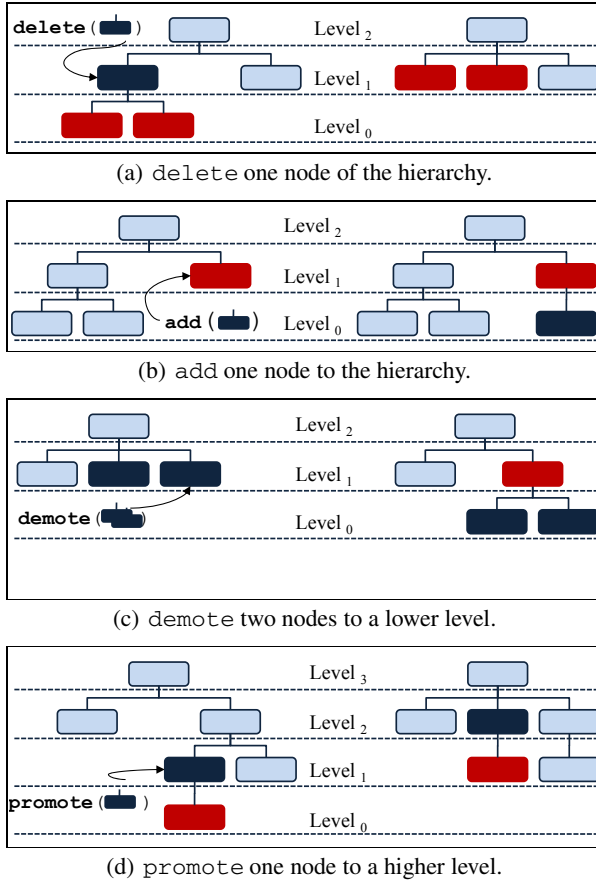 delete( ) Level 2
Level 1
Level 0
(a) delete one node of the hierarchy.
Level 2
Level 1
add( ) Level 0
(b) add one node to the hierarchy.
Level 2
Level 1
demote( ) Level 0
(c) demote two nodes to a lower level.
Level 3
Level 2
Level 1
promote( )
Level 0
(d) promote one node to a higher level.